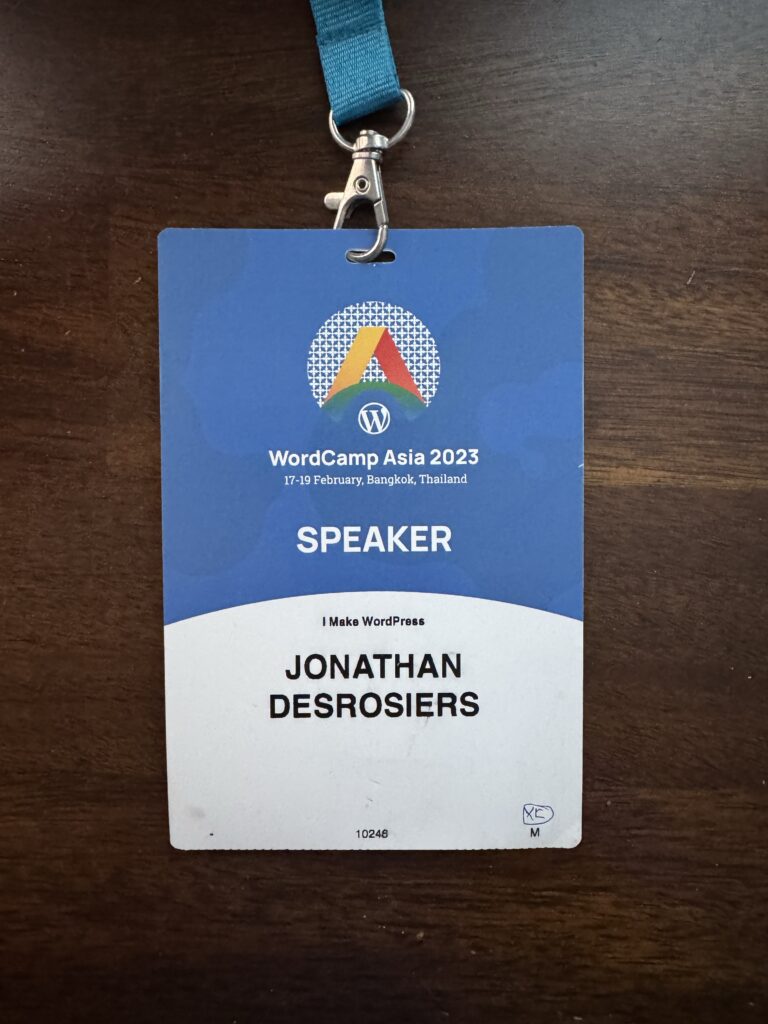 WordCamp Asia 2023
17-19 February, Bangkok, Thailand
SPEAKER
I Make WordPress
JONATHAN
DESROSIERS
10246
M